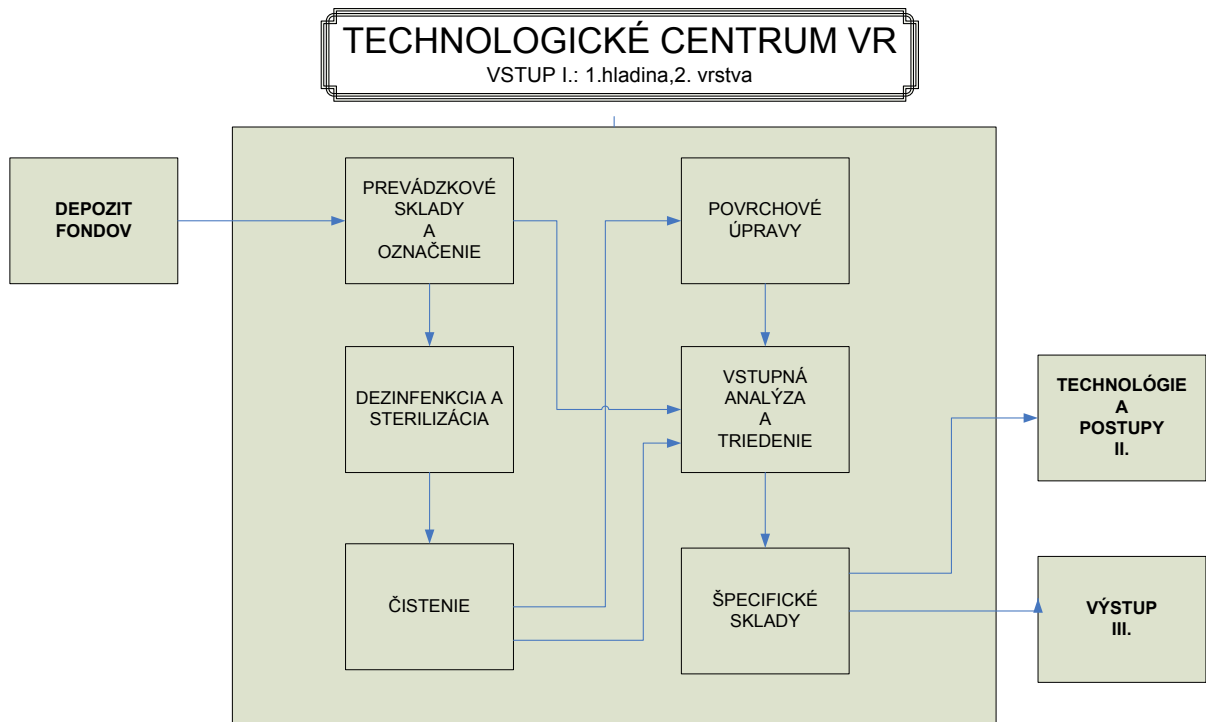 TECHNOLOGICKÉ CENTRUM VR
VSTUP I.: 1.hladina,2. vrstva
DEPOZIT
FONDOV
PREVÁDZKOVÉ
SKLADY
A
OZNAČENIE
POVRCHOVÉ
ÚPRAVY
DEZINFENKCIA A
STERILIZÁCIA
VSTUPNÁ
ANALÝZA
A
TRIEDENIE
TECHNOLÓGIE
A
POSTUPY
II.
ČISTENIE
ŠPECIFICKÉ
SKLADY
VÝSTUP
III.